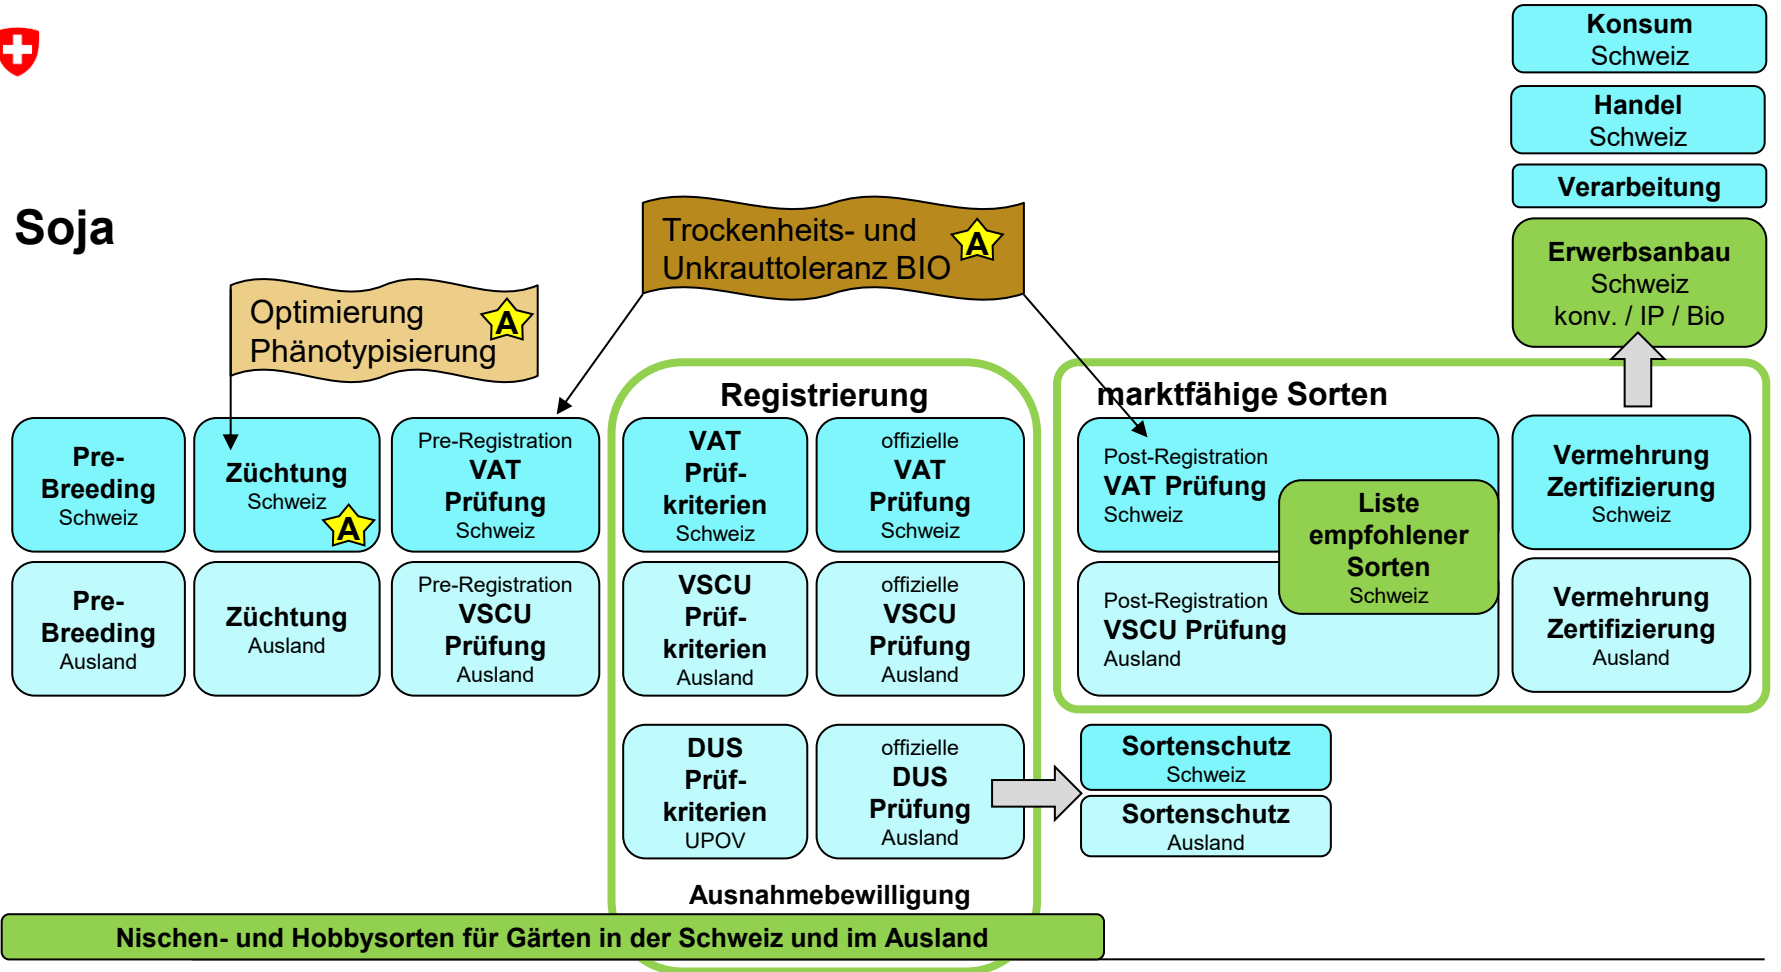 Konsum
Schweiz
Handel
Schweiz
Verarbeitung
Erwerbsanbau
Schweiz
konv. / IP / Bio
Soja
Trockenheits- und
Unkrauttoleranz BIO
A
Optimierung
Phänotypisierung
A
Registrierung
marktfähige Sorten
Pre-
Breeding
Schweiz
Züchtung
Schweiz
A
Pre-Registration
VAT
Prüfung
Schweiz
VAT
Prüf-
kriterien
Schweiz
offizielle
VAT
Prüfung
Schweiz
Post-Registration
VAT Prüfung
Schweiz
Liste
empfohlener
Sorten
Schweiz
Vermehrung
Zertifizierung
Schweiz
Pre-
Breeding
Ausland
Züchtung
Ausland
Pre-Registration
VSCU
Prüfung
Ausland
VSCU
Prüf-
kriterien
Ausland
offizielle
VSCU
Prüfung
Ausland
Post-Registration
VSCU Prüfung
Ausland
Vermehrung
Zertifizierung
Ausland
DUS
Prüf-
kriterien
UPOV
offizielle
DUS
Prüfung
Ausland
Sortenschutz
Schweiz
Sortenschutz
Ausland
Ausnahmebewilligung
Nischen- und Hobbysorten für Gärten in der Schweiz und im Ausland